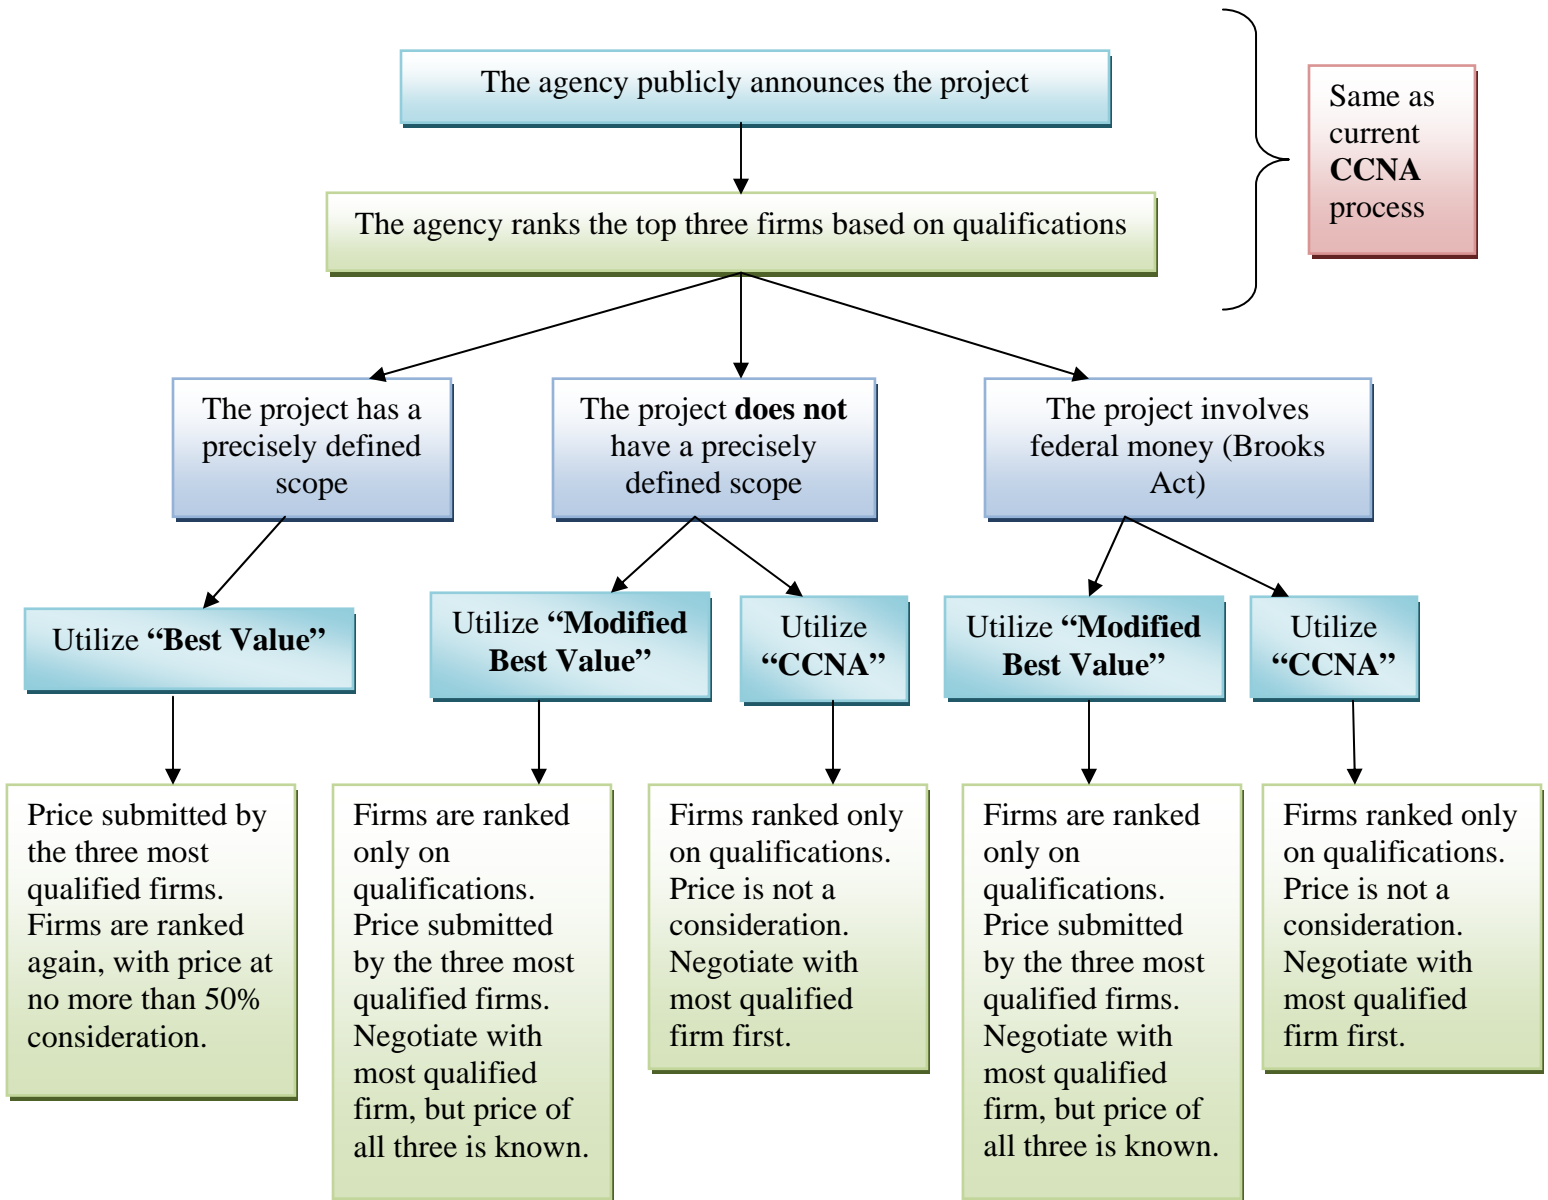 The agency publicly announces the project
Same as
current
CCNA
process
The agency ranks the top three firms based on qualifications
The project has a
precisely defined
scope
The project does not
have a precisely
defined scope
The project involves
federal money (Brooks
Act)
Utilize “Best Value”
Utilize “Modified
Best Value”
Utilize
“CCNA”
Utilize “Modified
Best Value”
Utilize
“CCNA”
Price submitted by
the three most
qualified firms.
Firms are ranked
again, with price at
no more than 50%
consideration.
Firms are ranked
only on
qualifications.
Price submitted
by the three most
qualified firms.
Negotiate with
most qualified
firm, but price of
all three is known.
Firms ranked only
on qualifications.
Price is not a
consideration.
Negotiate with
most qualified
firm first.
Firms are ranked
only on
qualifications.
Price submitted
by the three most
qualified firms.
Negotiate with
most qualified
firm, but price of
all three is known.
Firms ranked only
on qualifications.
Price is not a
consideration.
Negotiate with
most qualified
firm first.